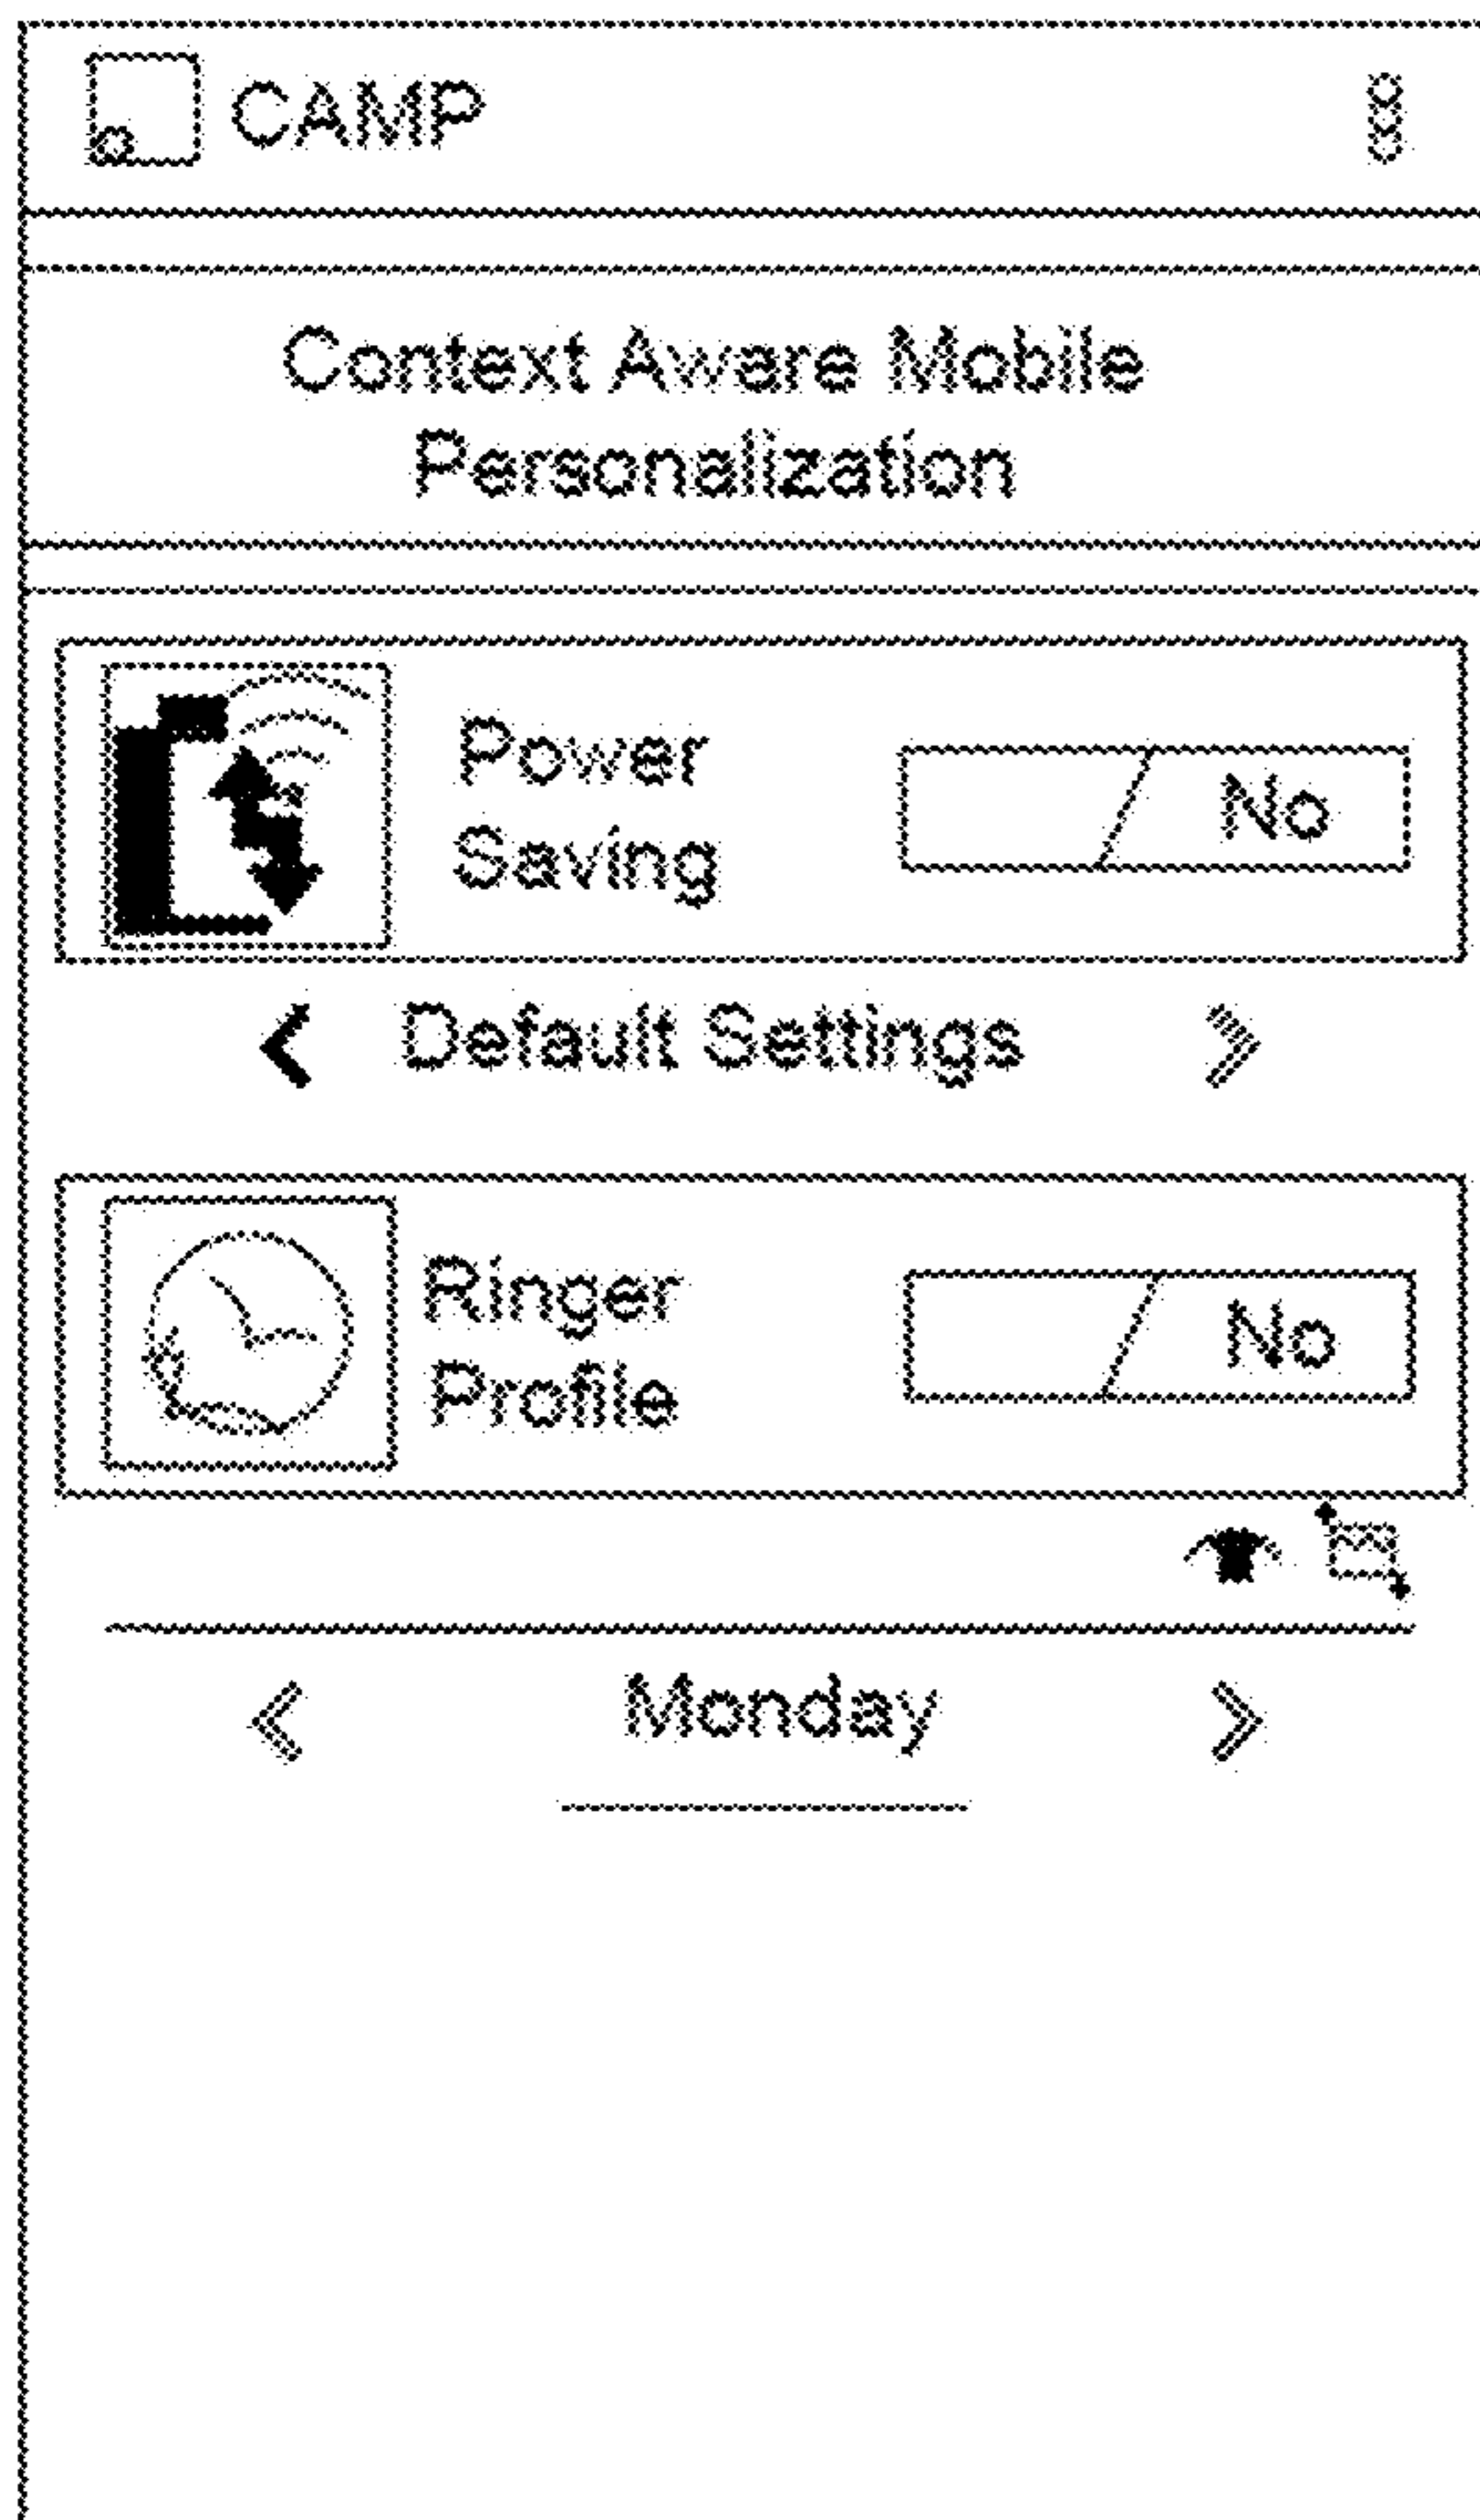 CAMP
Context Aware Mobile
Personalization
Power
Saving
No
Default Settings
Ringer
Profile
No
Monday